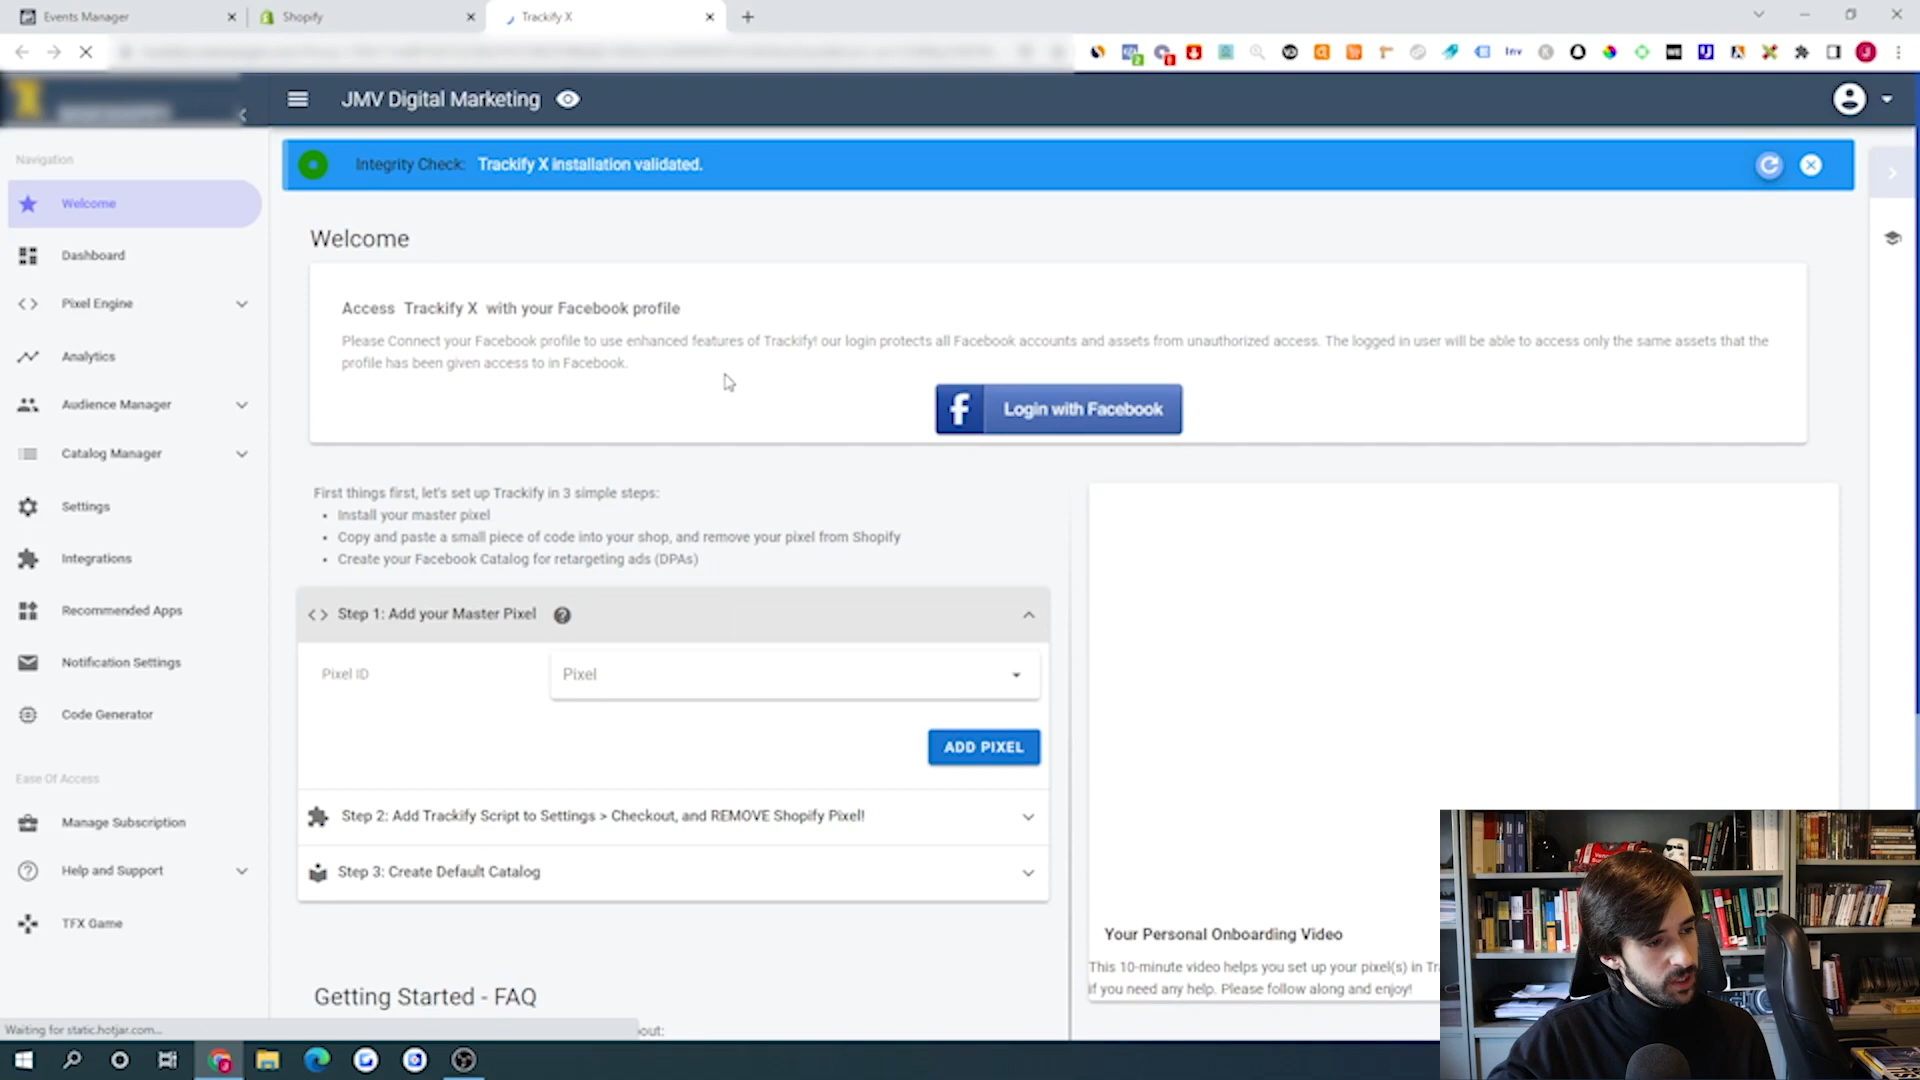 Events Manager
Shopify
Trackify X
Inv
JMV Digital Marketing
Integrity Check: Trackify X installation validated.
Navigation
Welcome
Dashboard
Pixel Engine
Analytics
Audience Manager
Catalog Manager
Settings
Integrations
Recommended Apps
Notification Settings
Code Generator
Ease Of Access
Manage Subscription
Help and Support
TFX Game
Welcome
Access Trackify X with your Facebook profile
Please Connect your Facebook profile to use enhanced features of Trackify! our login protects all Facebook accounts and assets from unauthorized access. The logged in user will be able to access only the same assets that the
profile has been given access to in Facebook.
Login with Facebook
First things first, let's set up Trackify in 3 simple steps:
• Install your master pixel
• Copy and paste a small piece of code into your shop, and remove your pixel from Shopify
• Create your Facebook Catalog for retargeting ads (DPAs)
Step 1: Add your Master Pixel
Pixel ID
Pixel
ADD PIXEL
Step 2: Add Trackify Script to Settings > Checkout, and REMOVE Shopify Pixel!
Step 3: Create Default Catalog
Your Personal Onboarding Video
This 10-minute video helps you set up your pixel(s) in
if you need any help. Please follow along and enjoy!
Getting Started - FAQ
Waiting for static.hotjar.com...
out: